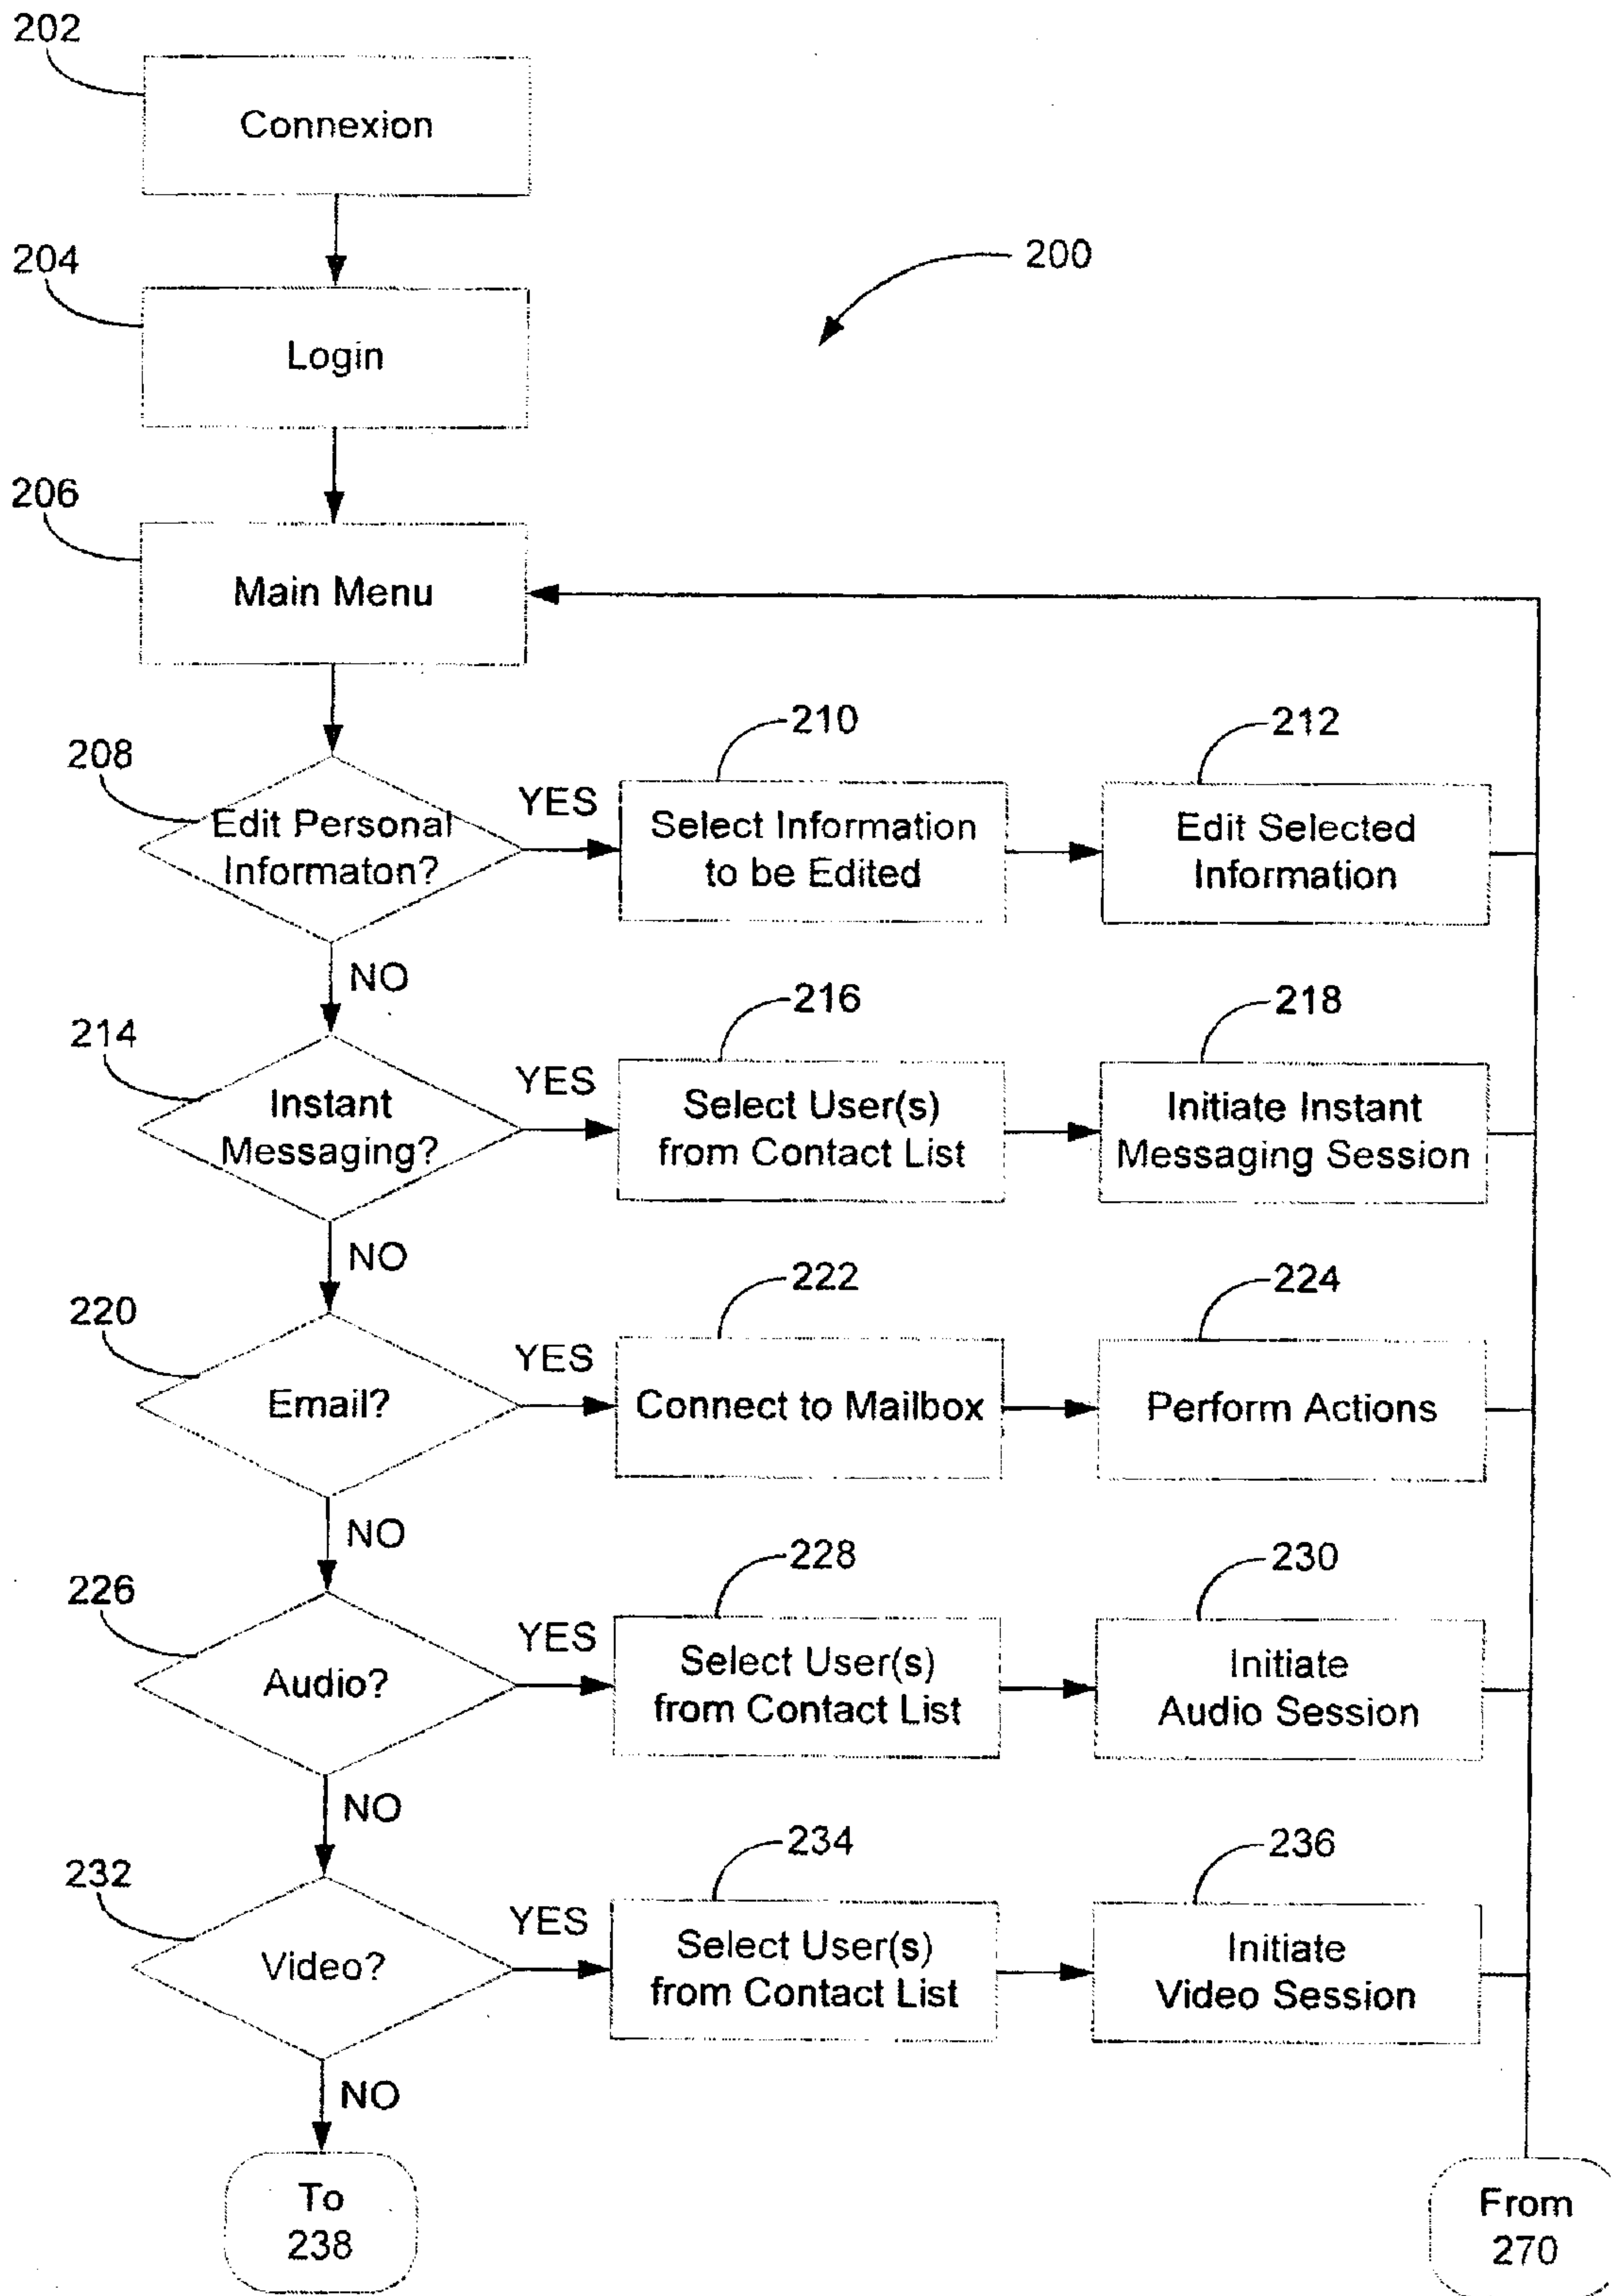 202
Connexion
204
Login
200
206
Main Menu
208
Edit Personal
Informaton?
YES
210
Select Information
to be Edited
212
Edit Selected
Information
NO
214
Instant
Messaging?
YES
216
Select User(s)
from Contact List
218
Initiate Instant
Messaging Session
NO
220
Email?
YES
222
Connect to Mailbox
224
Perform Actions
NO
226
Audio?
YES
228
Select User(s)
from Contact List
230
Initiate
Audio Session
NO
232
Video?
YES
234
Select User(s)
from Contact List
236
Initiate
Video Session
NO
To
238
From
270